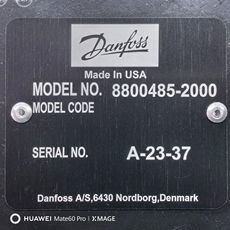 Danfoss
Made In USA
MODEL NO. 8800485-2000
MODEL CODE
SERIAL NO. A-23-37
Danfoss A/S,6430 Nordborg,Denmark
HUAWEI Mate60 Pro | XMAGE